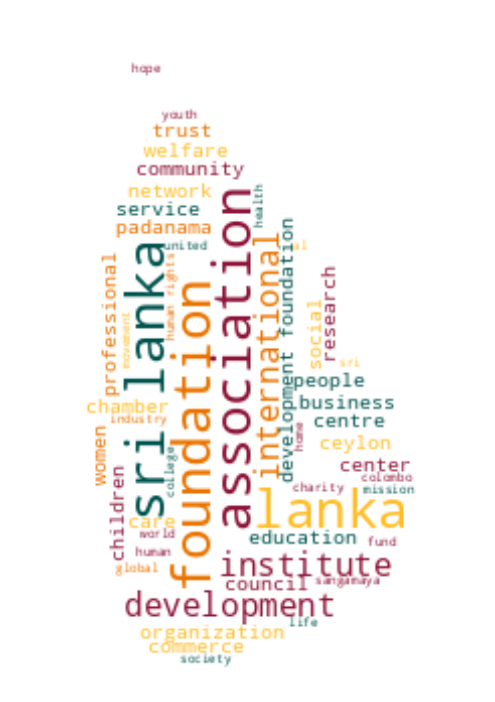 hope
youth
trust
welfare
community
network
health
service
padanama
association
development foundation
united
al
international
sri lanka
professional
human rights
research
foundation
social
movement
sri
people
business
chamber
industry
centre
home
women
ceylon
college
center
children
colombo
charity
mission
lanka
care
world
education
fund
human
institute
global
council
sangamaya
development
life
organization
commerce
society